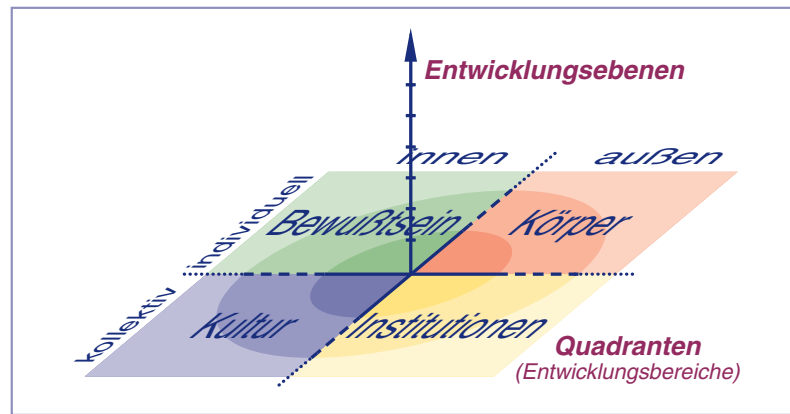 Entwicklungsebenen
innen
außen
individuell
Bewußtsein
Körper
kollektiv
Kultur
Institutionen
Quadranten
(Entwicklungsbereiche)